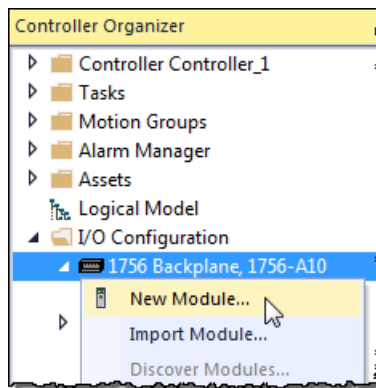 Controller Organizer
Controller Controller_1
Tasks
Motion Groups
Alarm Manager
Assets
Logical Model
I/O Configuration
1756 Backplane, 1756-A10
New Module...
Import Module...
Discover Modules...